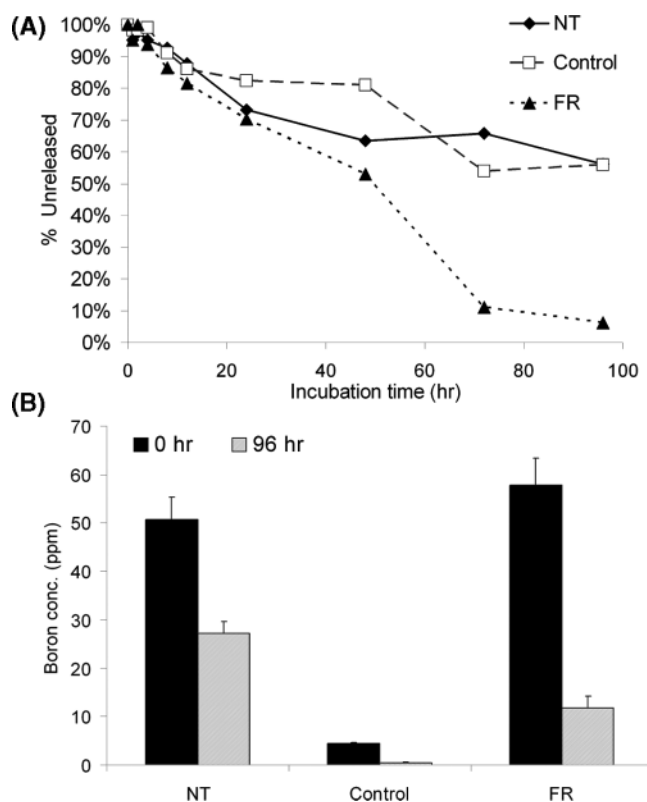 (A)
NT
Control
FR
% Unreleased
100%
90%
80%
70%
60%
50%
40%
30%
20%
10%
0%
0 20 40 60 80 100
Incubation time (hr)
(B)
0 hr 96 hr
Boron conc. (ppm)
70
60
50
40
30
20
10
0
NT Control FR